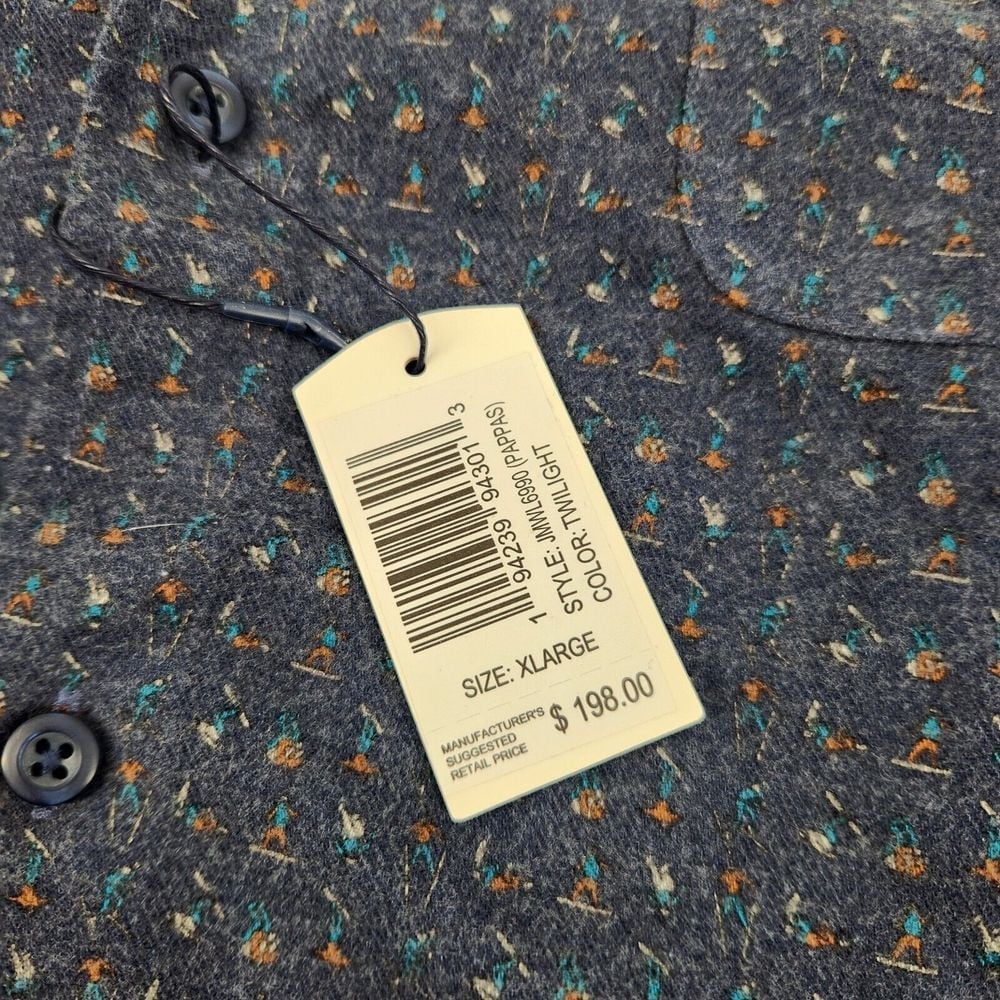 1 94239 94301 3
STYLE: JMWL6990 (PAPPAS)
COLOR: TWILIGHT
SIZE: XLARGE
MANUFACTURER'S
SUGGESTED
RETAIL PRICE
$ 198.00